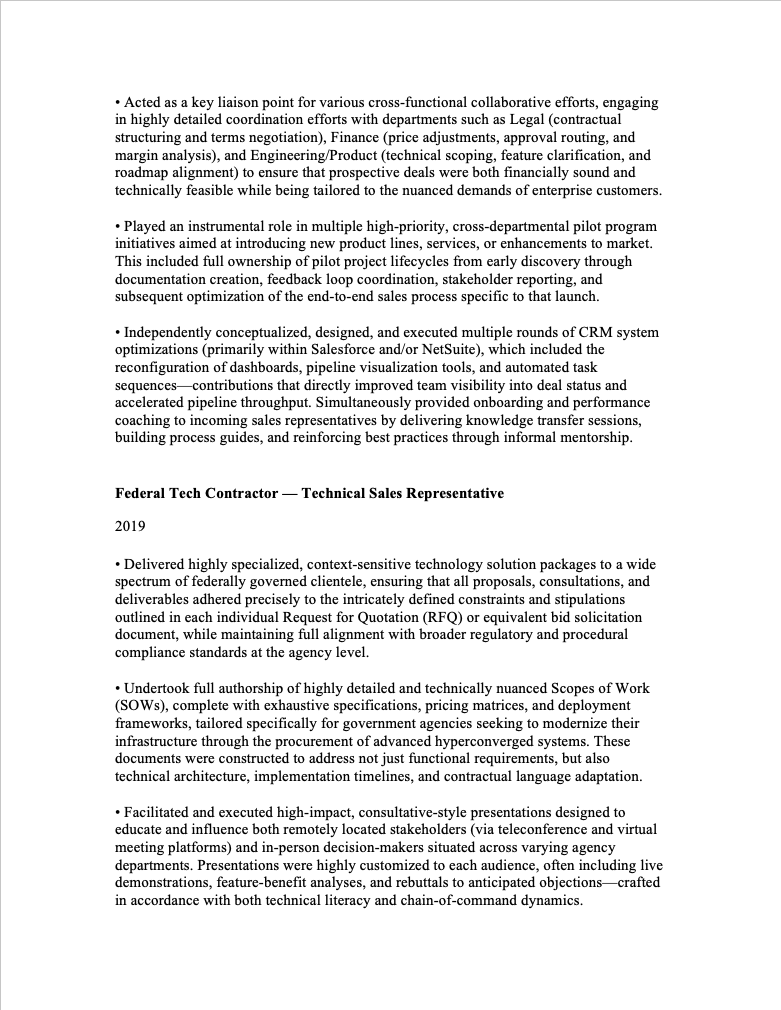 • Acted as a key liaison point for various cross-functional collaborative efforts, engaging
in highly detailed coordination efforts with departments such as Legal (contractual
structuring and terms negotiation), Finance (price adjustments, approval routing, and
margin analysis), and Engineering/Product (technical scoping, feature clarification, and
roadmap alignment) to ensure that prospective deals were both financially sound and
technically feasible while being tailored to the nuanced demands of enterprise customers.
• Played an instrumental role in multiple high-priority, cross-departmental pilot program
initiatives aimed at introducing new product lines, services, or enhancements to market.
This included full ownership of pilot project lifecycles from early discovery through
documentation creation, feedback loop coordination, stakeholder reporting, and
subsequent optimization of the end-to-end sales process specific to that launch.
• Independently conceptualized, designed, and executed multiple rounds of CRM system
optimizations (primarily within Salesforce and/or NetSuite), which included the
reconfiguration of dashboards, pipeline visualization tools, and automated task
sequences—contributions that directly improved team visibility into deal status and
accelerated pipeline throughput. Simultaneously provided onboarding and performance
coaching to incoming sales representatives by delivering knowledge transfer sessions,
building process guides, and reinforcing best practices through informal mentorship.
Federal Tech Contractor — Technical Sales Representative
2019
• Delivered highly specialized, context-sensitive technology solution packages to a wide
spectrum of federally governed clientele, ensuring that all proposals, consultations, and
deliverables adhered precisely to the intricately defined constraints and stipulations
outlined in each individual Request for Quotation (RFQ) or equivalent bid solicitation
document, while maintaining full alignment with broader regulatory and procedural
compliance standards at the agency level.
• Undertook full authorship of highly detailed and technically nuanced Scopes of Work
(SOWs), complete with exhaustive specifications, pricing matrices, and deployment
frameworks, tailored specifically for government agencies seeking to modernize their
infrastructure through the procurement of advanced hyperconverged systems. These
documents were constructed to address not just functional requirements, but also
technical architecture, implementation timelines, and contractual language adaptation.
• Facilitated and executed high-impact, consultative-style presentations designed to
educate and influence both remotely located stakeholders (via teleconference and virtual
meeting platforms) and in-person decision-makers situated across varying agency
departments. Presentations were highly customized to each audience, often including live
demonstrations, feature-benefit analyses, and rebuttals to anticipated objections—crafted
in accordance with both technical literacy and chain-of-command dynamics.